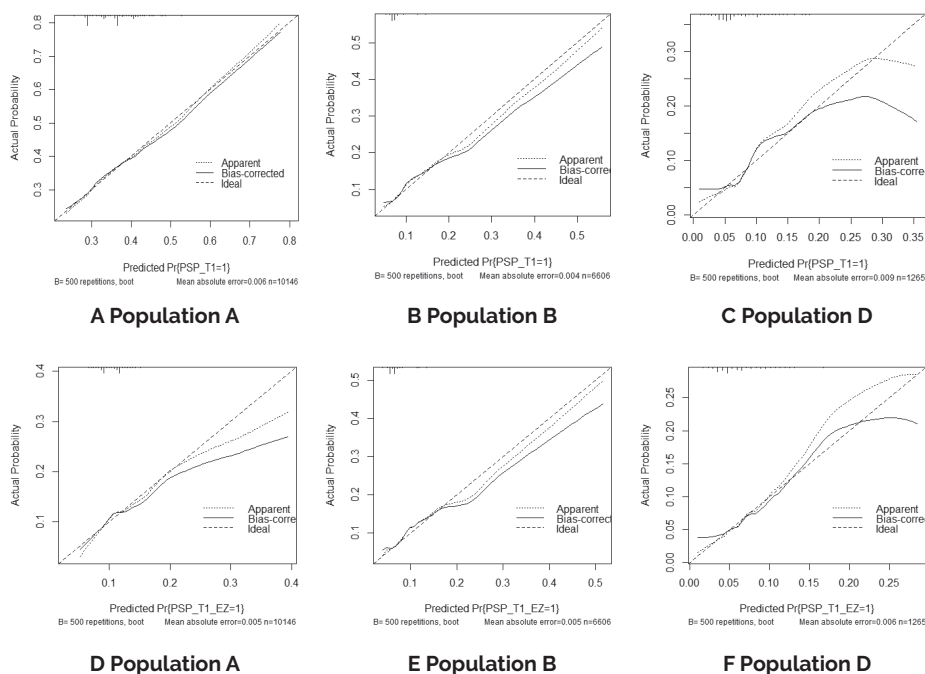 0.3 0.4 0.5 0.6 0.7 0.8
Actual Probability
Apparent
Bias-corrected
Ideal
0.3 0.4 0.5 0.6 0.7 0.8
Predicted Pr{PSP_T1=1}
B= 500 repetitions, boot Mean absolute error=0.006 n=10146
A Population A
0.1 0.2 0.3 0.4 0.5
Actual Probability
Apparent
Bias-corre
Ideal
0.1 0.2 0.3 0.4 0.5
Predicted Pr{PSP_T1=1}
B= 500 repetitions, boot Mean absolute error=0.004 n=6606
B Population B
0.00 0.10 0.20 0.30
Actual Probability
Apparent
Bias-correc
Ideal
0.00 0.05 0.10 0.15 0.20 0.25 0.30 0.35
Predicted Pr{PSP_T1=1}
B= 500 repetitions, boot Mean absolute error=0.009 n=1265
C Population D
0.1 0.2 0.3 0.4
Actual Probability
Apparent
Bias-corre
Ideal
0.1 0.2 0.3 0.4
Predicted Pr{PSP_T1_EZ=1}
B= 500 repetitions, boot Mean absolute error=0.005 n=10146
D Population A
0.1 0.2 0.3 0.4 0.5
Actual Probability
Apparent
Bias-corre
Ideal
0.1 0.2 0.3 0.4 0.5
Predicted Pr{PSP_T1_EZ=1}
B= 500 repetitions, boot Mean absolute error=0.005 n=6606
E Population B
0.00 0.05 0.10 0.15 0.20 0.25
Actual Probability
Apparent
Bias-correc
Ideal
0.00 0.05 0.10 0.15 0.20 0.25
Predicted Pr{PSP_T1_EZ=1}
B= 500 repetitions, boot Mean absolute error=0.006 n=1265
F Population D